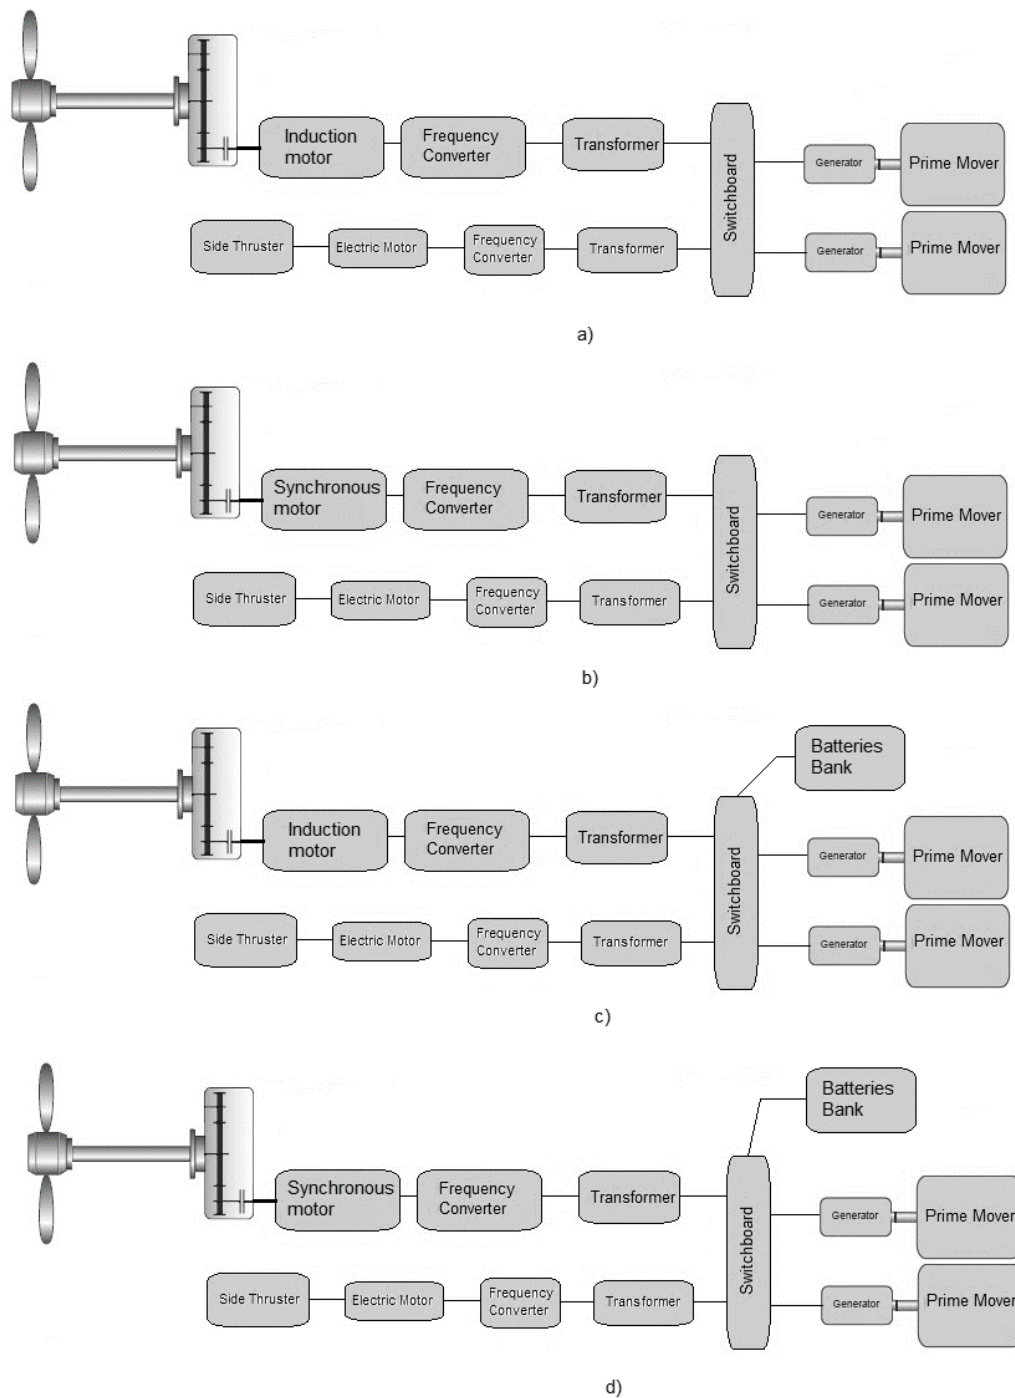 Induction
motor
Frequency
Converter
Transformer
Switchboard
Generator
Prime Mover
Side Thruster
Electric Motor
Frequency
Converter
Transformer
Generator
Prime Mover
a)
Synchronous
motor
Frequency
Converter
Transformer
Switchboard
Generator
Prime Mover
Side Thruster
Electric Motor
Frequency
Converter
Transformer
Generator
Prime Mover
b)
Batteries
Bank
Induction
motor
Frequency
Converter
Transformer
Switchboard
Generator
Prime Mover
Side Thruster
Electric Motor
Frequency
Converter
Transformer
Generator
Prime Mover
c)
Batteries
Bank
Synchronous
motor
Frequency
Converter
Transformer
Switchboard
Generator
Prime Mover
Side Thruster
Electric Motor
Frequency
Converter
Transformer
Generator
Prime Mover
d)